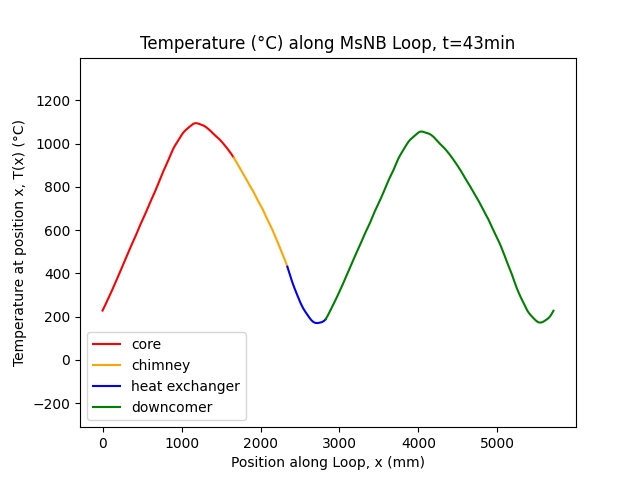 Temperature (°C) along MsNB Loop, t=43min
Temperature at position x, T(x) (°C)
1200
1000
800
600
400
200
0
−200
core
chimney
heat exchanger
downcomer
0 1000 2000 3000 4000 5000
Position along Loop, x (mm)